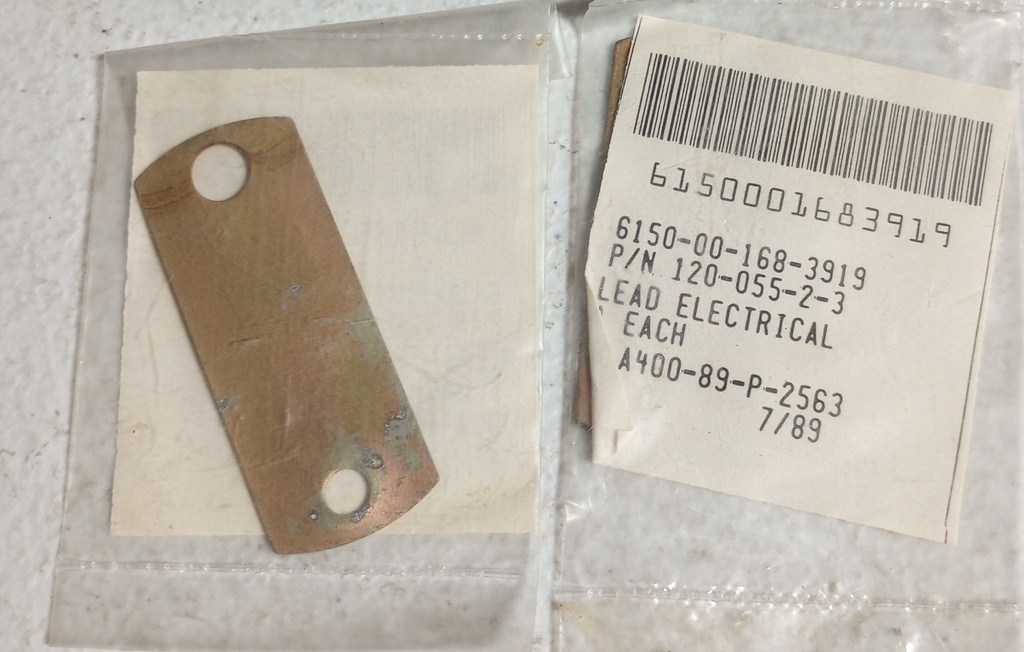 6150001683919
6150-00-168-3919
P/N 120-055-2-3
LEAD ELECTRICAL
EACH
A400-89-P-2563
7/89